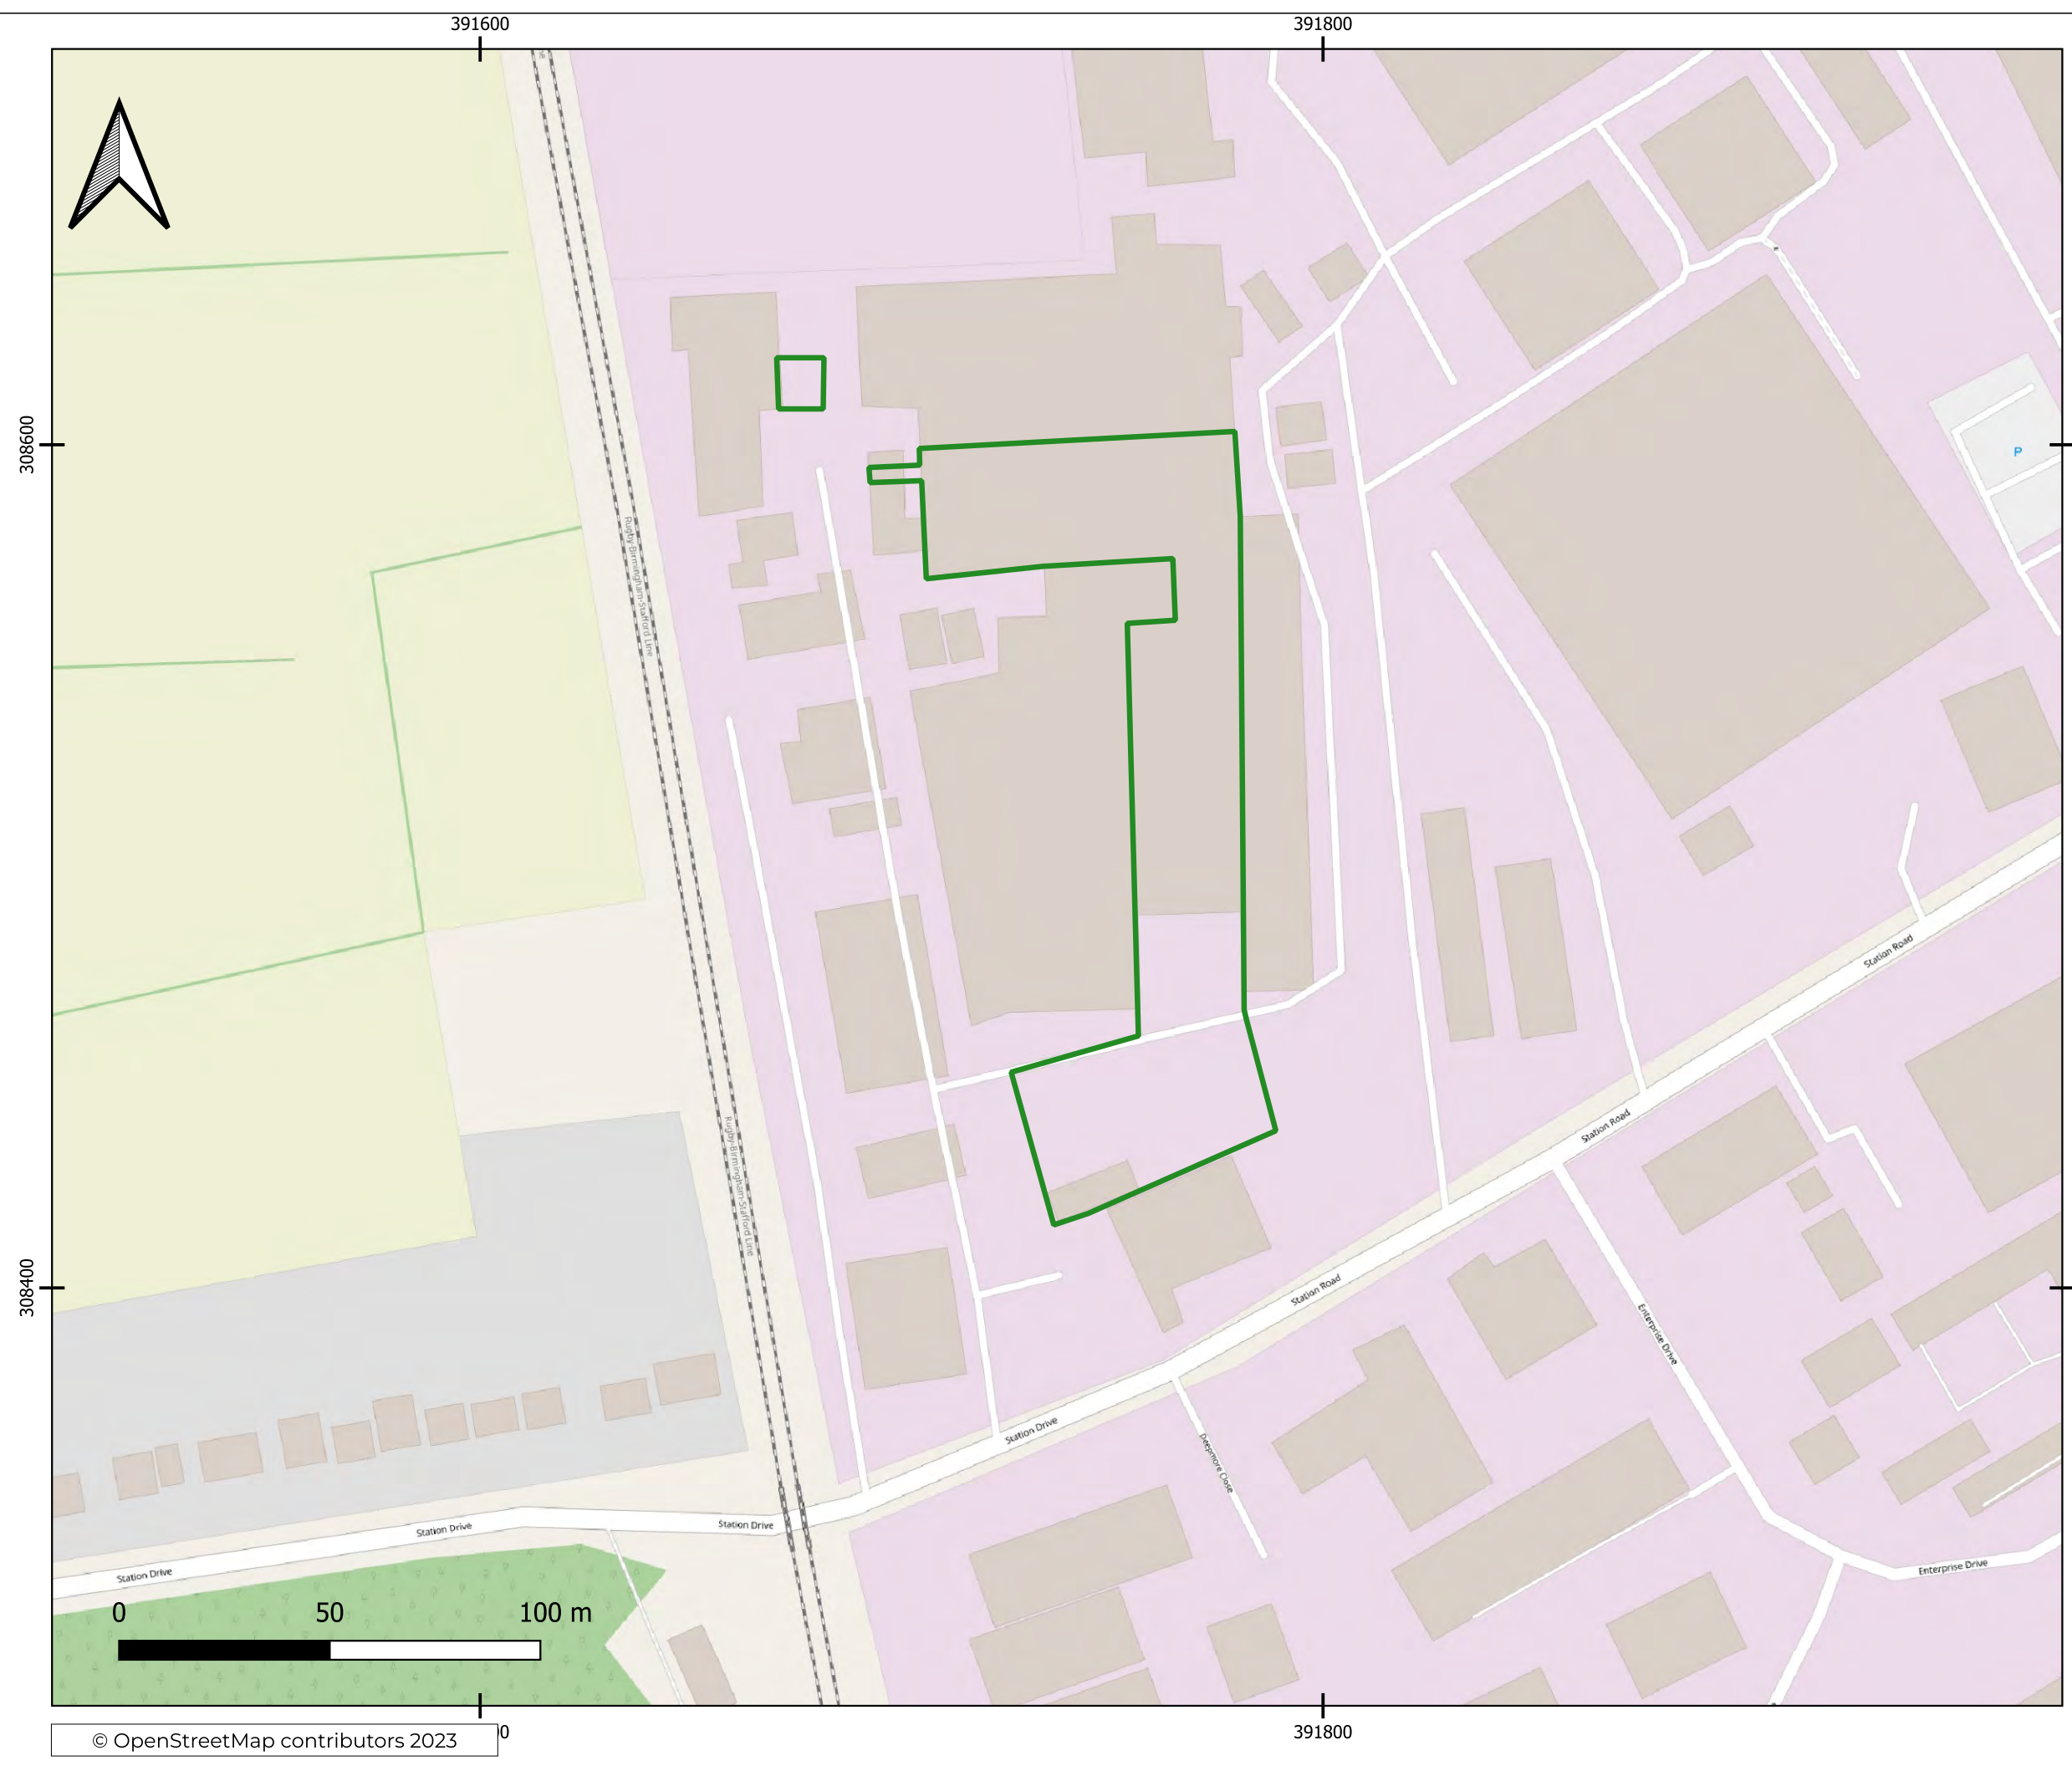 391600
391800
308600
P
Rugby-Birmingham-Stafford Line
Station Road
Station Road
Rugby-Birmingham-Stafford Line
308400
Station Road
Enterprise Drive
Station Drive
Deepmore Close
Station Drive
Station Drive
Station Drive
Enterprise Drive
0 50 100 m
391800
© OpenStreetMap contributors 2023